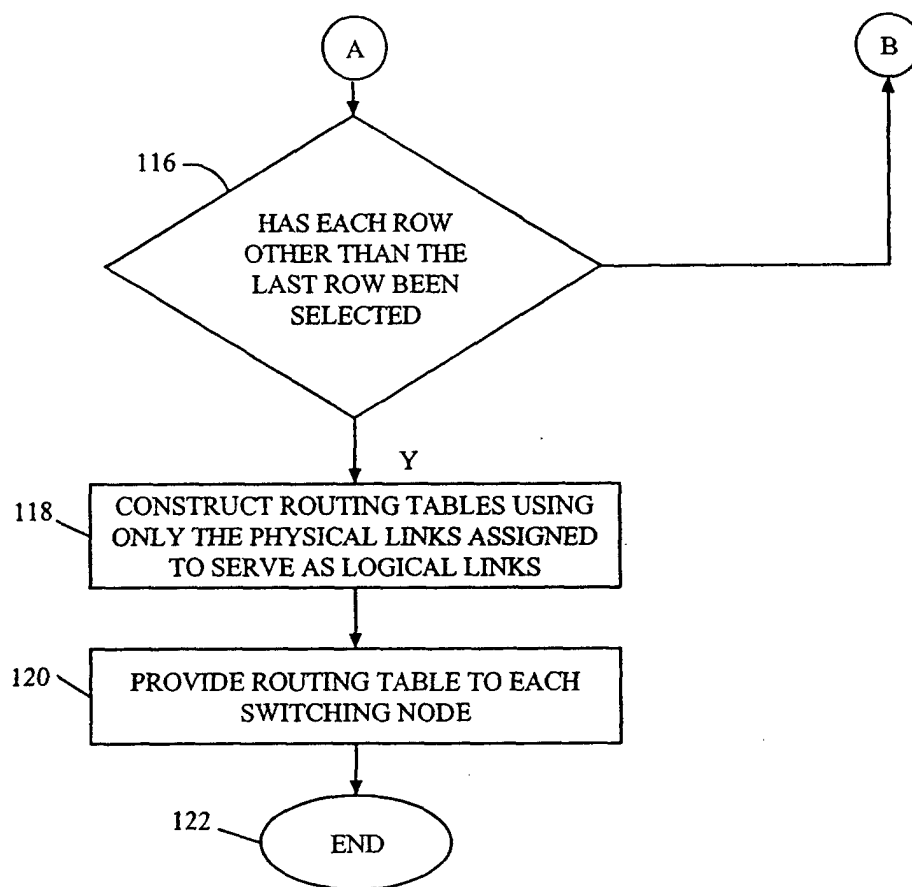 A
B
116
HAS EACH ROW
OTHER THAN THE
LAST ROW BEEN
SELECTED
Y
118
CONSTRUCT ROUTING TABLES USING
ONLY THE PHYSICAL LINKS ASSIGNED
TO SERVE AS LOGICAL LINKS
120
PROVIDE ROUTING TABLE TO EACH
SWITCHING NODE
122
END